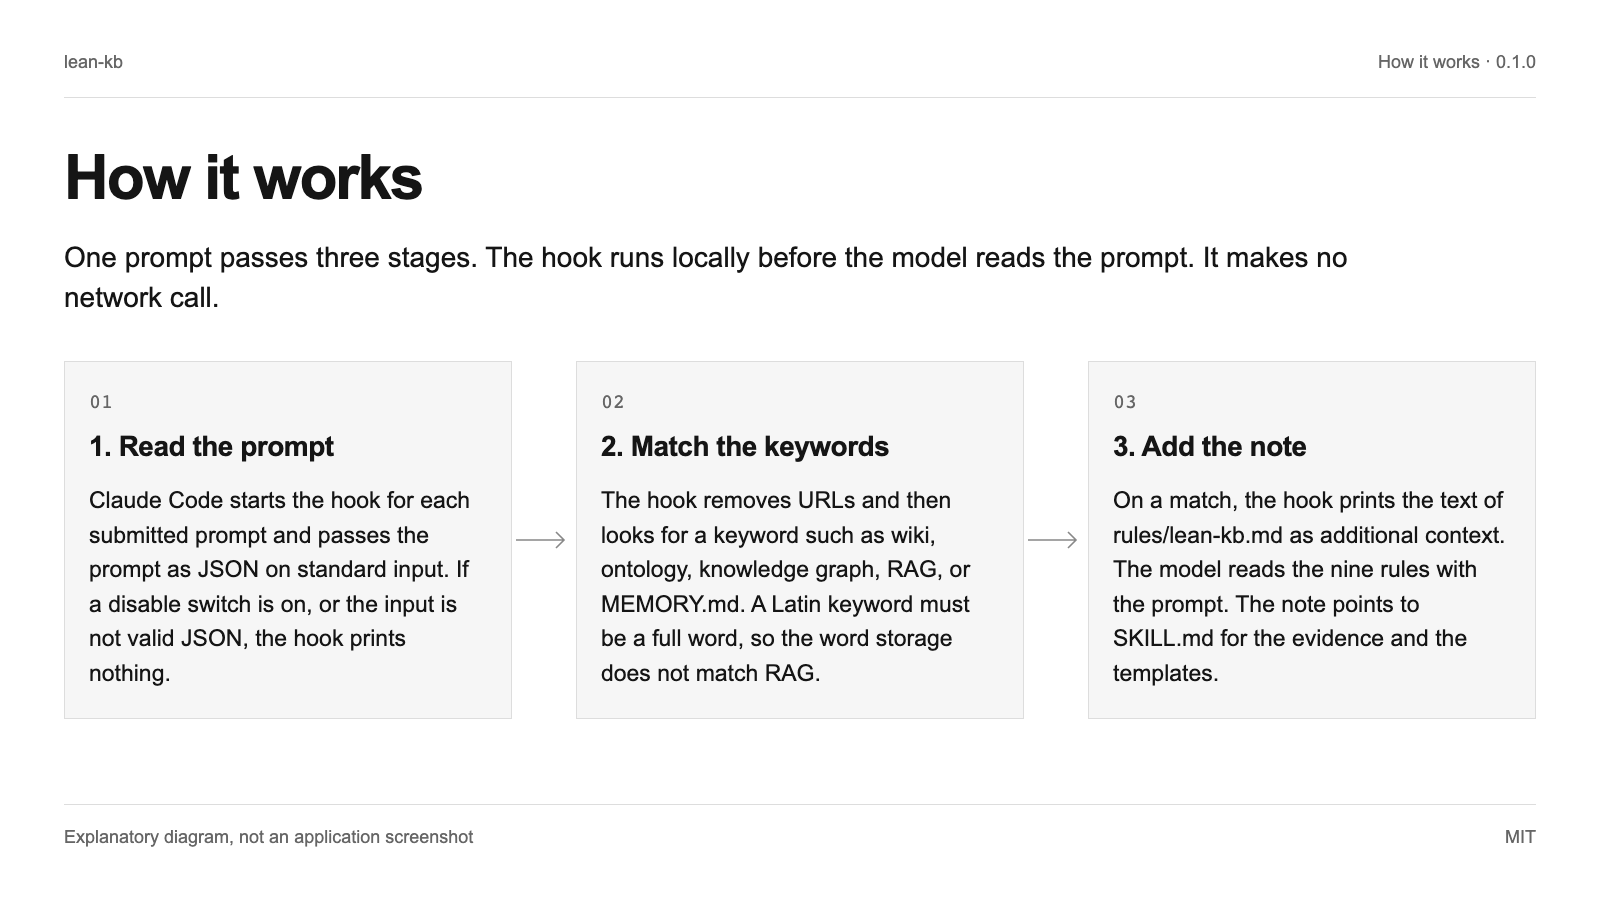 lean-kb
How it works · 0.1.0
How it works
One prompt passes three stages. The hook runs locally before the model reads the prompt. It makes no
network call.
01
1. Read the prompt
Claude Code starts the hook for each
submitted prompt and passes the
prompt as JSON on standard input. If
a disable switch is on, or the input is
not valid JSON, the hook prints
nothing.
02
2. Match the keywords
The hook removes URLs and then
looks for a keyword such as wiki,
ontology, knowledge graph, RAG, or
MEMORY.md. A Latin keyword must
be a full word, so the word storage
does not match RAG.
03
3. Add the note
On a match, the hook prints the text of
rules/lean-kb.md as additional context.
The model reads the nine rules with
the prompt. The note points to
SKILL.md for the evidence and the
templates.
Explanatory diagram, not an application screenshot
MIT